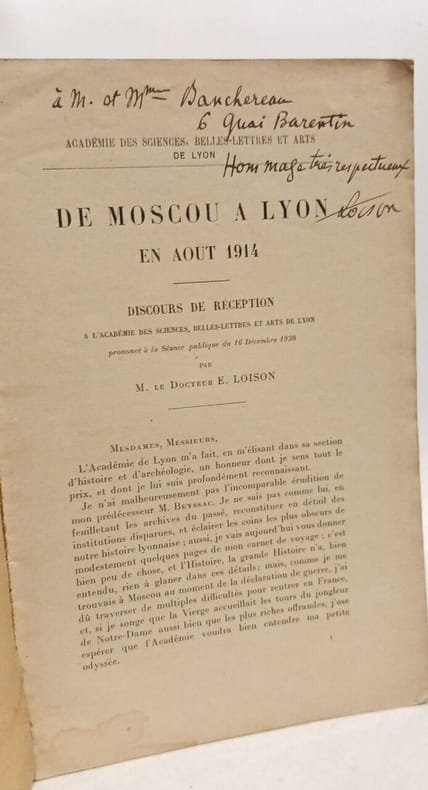 à M. et Mme Banchereau
6 Quai Barentin
ACADÉMIE DES SCIENCES, BELLES-LETTRES ET ARTS
DE LYON
Hommage très respectueux
DE MOSCOU A LYON
Loison
EN AOUT 1914
DISCOURS DE RÉCEPTION
A L'ACADÉMIE DES SCIENCES, BELLES-LETTRES ET ARTS DE LYON
prononcé à la Séance publique du 16 Décembre 1930
PAR
M. LE DOCTEUR E. LOISON
MESDAMES, MESSIEURS,
L'Académie de Lyon m'a fait, en m'élisant dans sa section
d'histoire et d'archéologie, un honneur dont je sens tout le
prix, et dont je lui suis profondément reconnaissant.
Je n'ai malheureusement pas l'incomparable érudition de
mon prédécesseur M. BEYSSAC. Je ne sais pas comme lui, en
feuilletant les archives du passé, reconstituer en détail des
institutions disparues, et éclairer les coins les plus obscurs de
notre histoire lyonnaise ; aussi, je vais aujourd'hui vous donner
modestement quelques pages de mon carnet de voyage ; c'est
bien peu de chose, et l'Histoire, la grande Histoire n'a, bien
entendu, rien à glaner dans ces détails ; mais, comme je me
trouvais à Moscou au moment de la déclaration de guerre, j'ai
dû traverser de multiples difficultés pour rentrer en France,
et, si je songe que la Vierge accueillait les tours du jongleur
de Notre-Dame aussi bien que les plus riches offrandes, j'ose
espérer que l'Académie voudra bien entendre ma petite
odyssée.